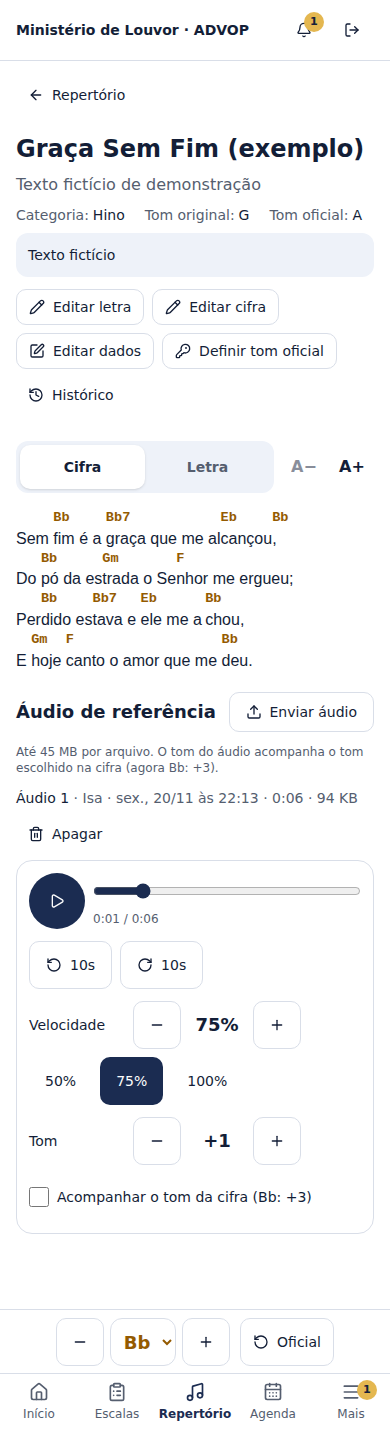 Ministério de Louvor · ADVOP 1
Repertório
Graça Sem Fim (exemplo)
Texto fictício de demonstração
Categoria: Hino Tom original: G Tom oficial: A
Texto fictício
Editar letra Editar cifra
Editar dados Definir tom oficial
Histórico
Cifra Letra A− A+
Bb Bb7 Eb Bb
Sem fim é a graça que me alcançou,
Bb Gm F
Do pó da estrada o Senhor me ergueu;
Bb Bb7 Eb Bb
Perdido estava e ele me a chou,
Gm F Bb
E hoje canto o amor que me deu.
Áudio de referência Enviar áudio
Até 45 MB por arquivo. O tom do áudio acompanha o tom
escolhido na cifra (agora Bb: +3).
Áudio 1 · Isa · sex., 20/11 às 22:13 · 0:06 · 94 KB
Apagar
0:01 / 0:06
10s 10s
Velocidade − 75% +
50% 75% 100%
Tom − +1 +
Acompanhar o tom da cifra (Bb: +3)
− Bb + Oficial
Início Escalas Repertório Agenda Mais 1